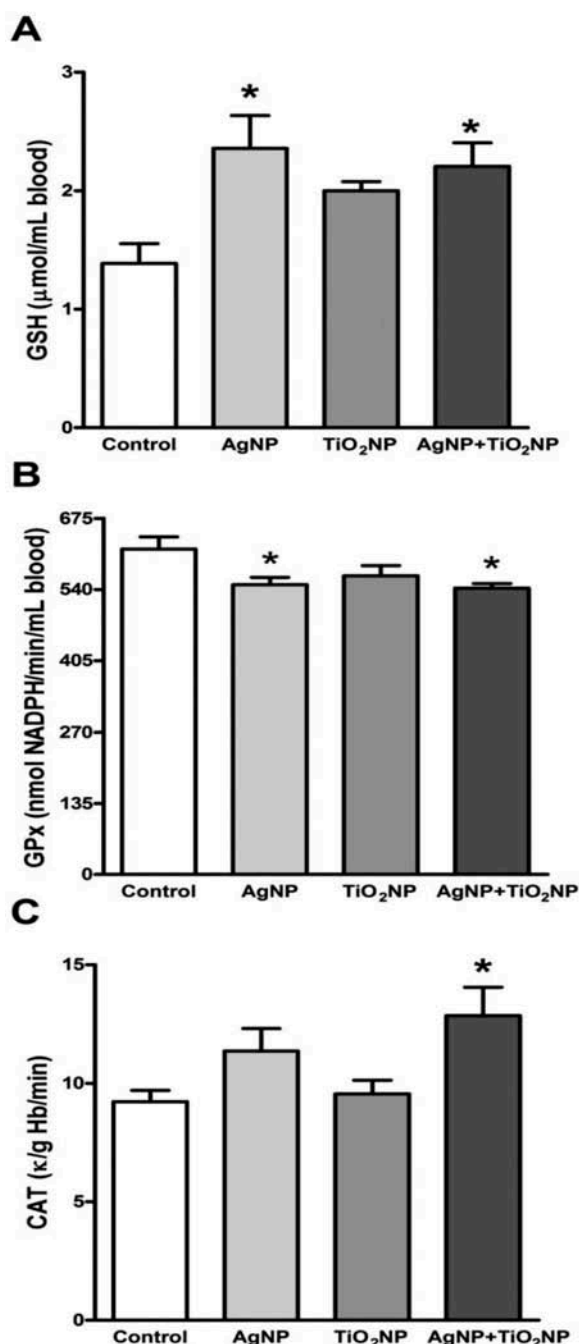 A
GSH (μmol/mL blood)
3
2
1
0
* *
Control AgNP TiO₂NP AgNP+TiO₂NP
B
GPx (nmol NADPH/min/mL blood)
675
540
405
270
135
0
* *
Control AgNP TiO₂NP AgNP+TiO₂NP
C
CAT (κ/g Hb/min)
15
10
5
0
*
Control AgNP TiO₂NP AgNP+TiO₂NP